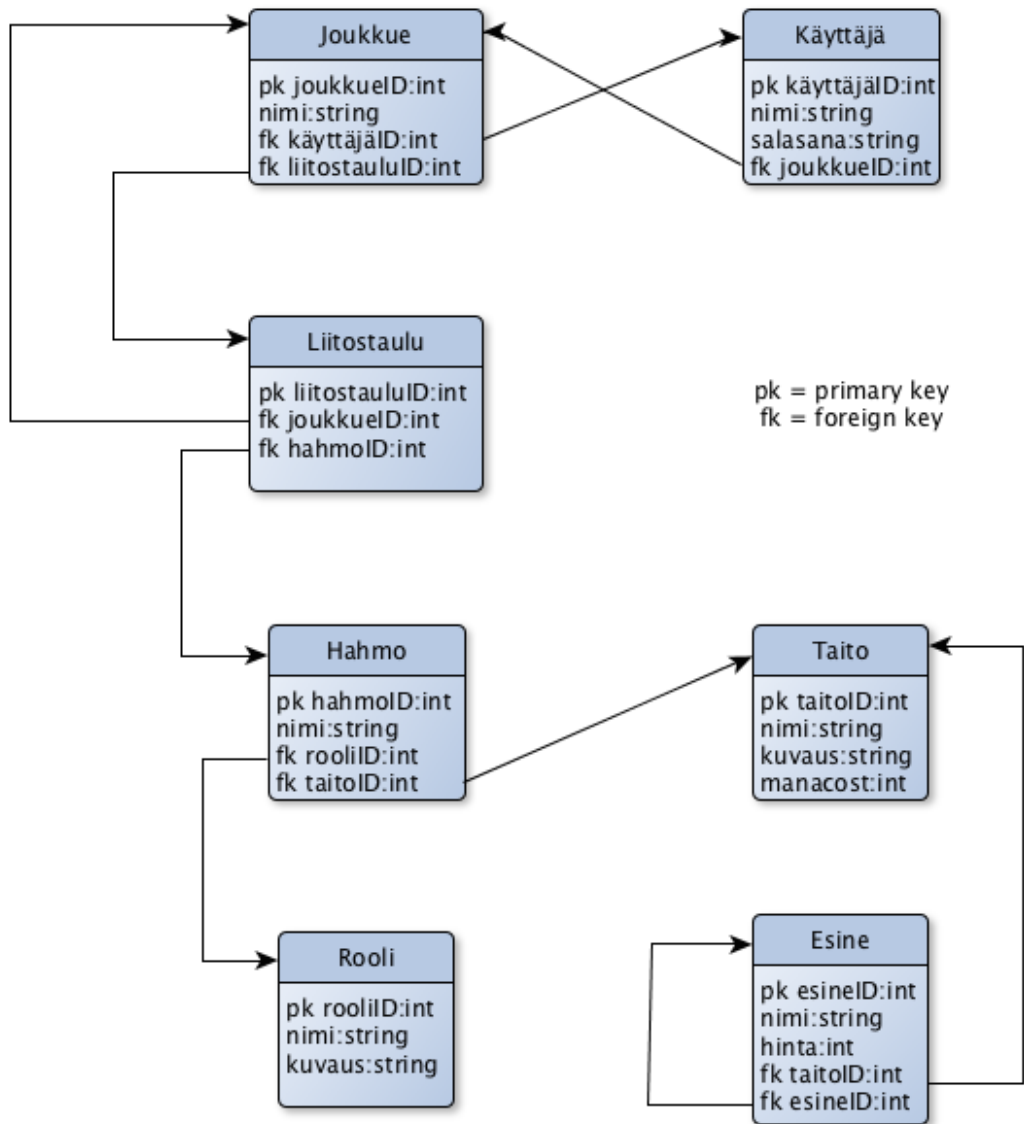 Joukkue
pk joukkueID:int
nimi:string
fk käyttäjäID:int
fk liitostauluID:int
Käyttäjä
pk käyttäjäID:int
nimi:string
salasana:string
fk joukkueID:int
Liitostaulu
pk liitostauluID:int
fk joukkueID:int
fk hahmoID:int
pk = primary key
fk = foreign key
Hahmo
pk hahmoID:int
nimi:string
fk rooliID:int
fk taitoID:int
Taito
pk taitoID:int
nimi:string
kuvaus:string
manacost:int
Rooli
pk rooliID:int
nimi:string
kuvaus:string
Esine
pk esineID:int
nimi:string
hinta:int
fk taitoID:int
fk esineID:int